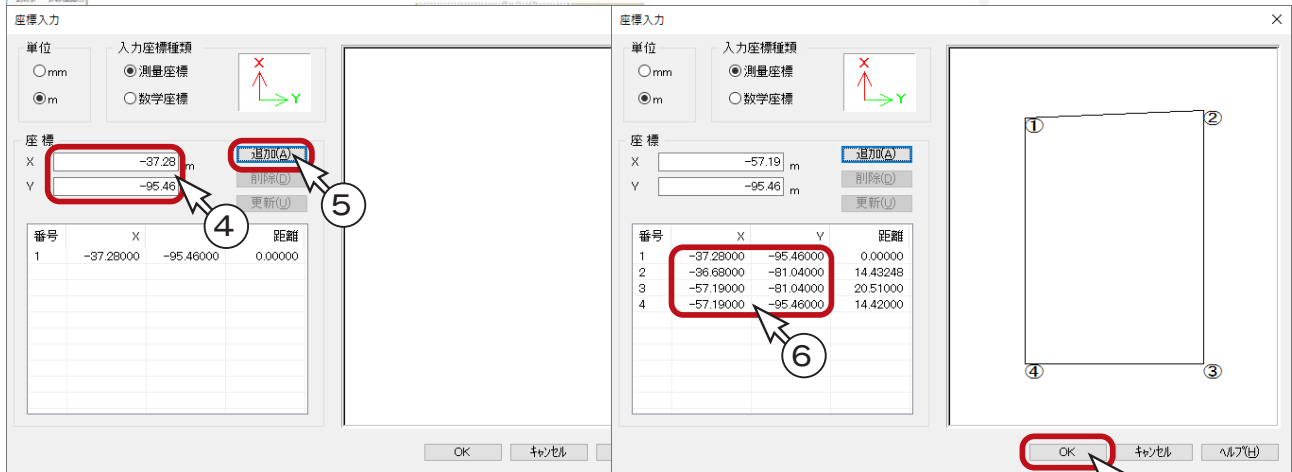 座標入力
単位
mm
m
入力座標種類
測量座標
数学座標
X
Y
座標
X -37.28 m
Y -95.46
追加(A)
削除(D)
更新(U)
④
⑤
番号 X 距離
1 -37.28000 -95.46000 0.00000
OK キャンセル
座標入力
単位
mm
m
入力座標種類
測量座標
数学座標
X
Y
座標
X -57.19 m
Y -95.46 m
追加(A)
削除(D)
更新(U)
番号 X Y 距離
1 -37.28000 -95.46000 0.00000
2 -36.68000 -81.04000 14.43248
3 -57.19000 -81.04000 20.51000
4 -57.19000 -95.46000 14.42000
⑥
① ②
④ ③
OK キャンセル ヘルプ(H)